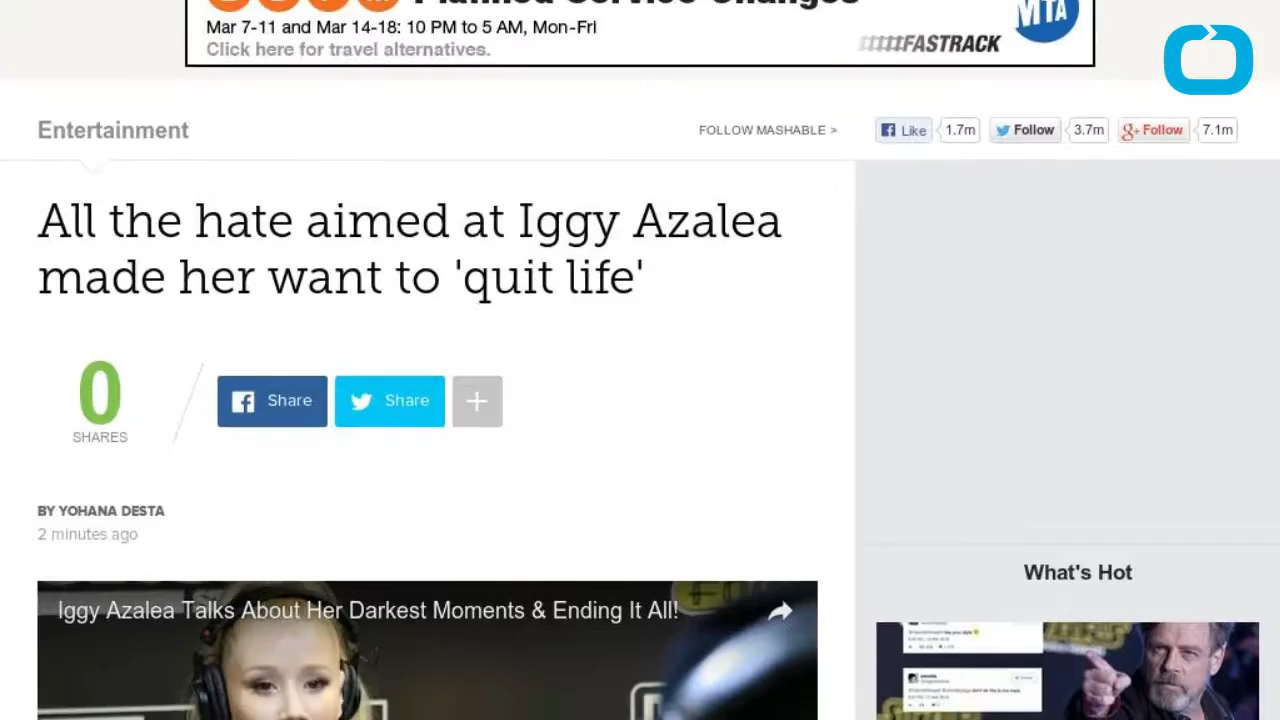 Planned Service Changes
Mar 7-11 and Mar 14-18: 10 PM to 5 AM, Mon-Fri
Click here for travel alternatives.
FASTRACK
MTA
Entertainment
FOLLOW MASHABLE >
Like
1.7m
Follow
3.7m
g+ Follow
7.1m
All the hate aimed at Iggy Azalea
made her want to 'quit life'
0
SHARES
Share
Share
+
BY YOHANA DESTA
2 minutes ago
Iggy Azalea Talks About Her Darkest Moments & Ending It All!
What's Hot